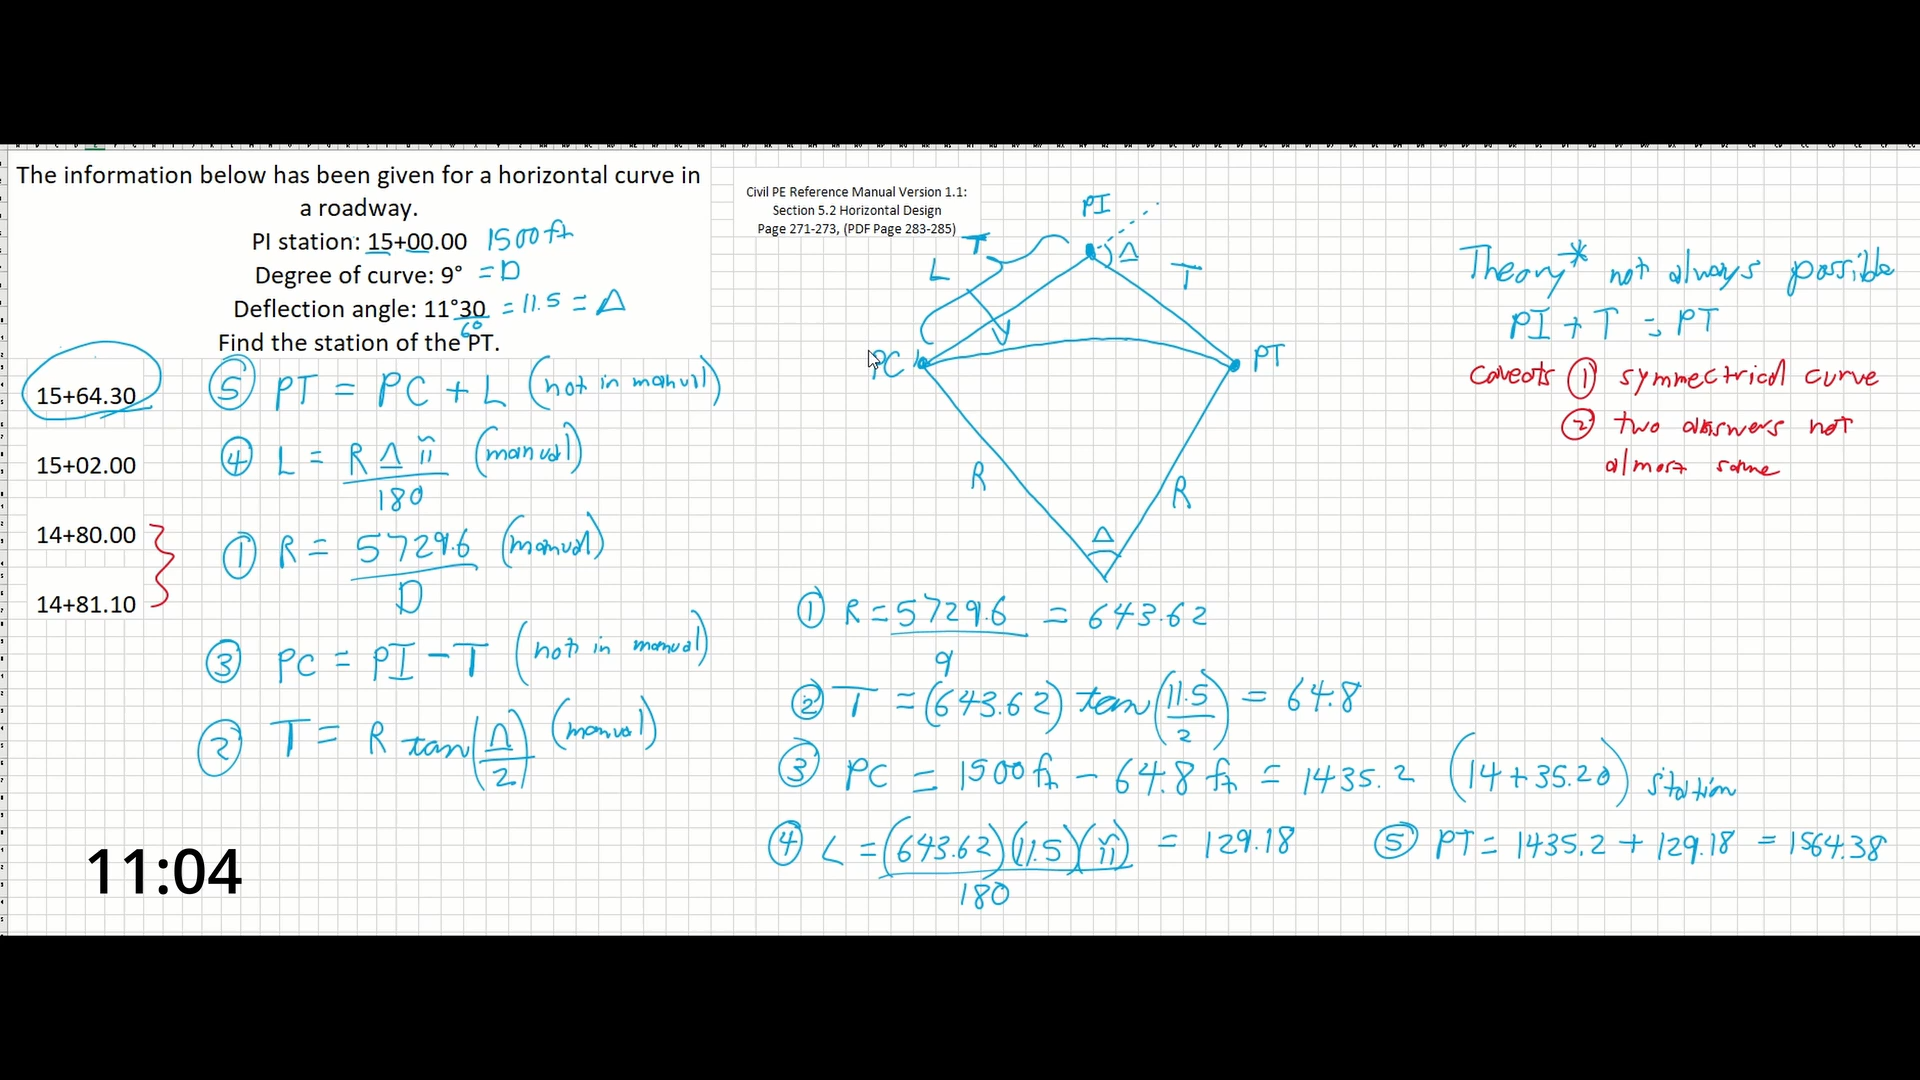 The information below has been given for a horizontal curve in
a roadway.
PI station: 15+00.00 1500 ft
Degree of curve: 9° = D
Deflection angle: 11°30 = 11.5 = Δ
60
Find the station of the PT.
15+64.30
15+02.00
14+80.00
14+81.10
⑤ PT = PC + L (not in manual)
④ L = R Δ π / 180 (manual)
① R = 5729.6 / D (manual)
③ PC = PI - T (not in manual)
② T = R tan(Δ/2) (manual)
11:04
Civil PE Reference Manual Version 1.1:
Section 5.2 Horizontal Design
Page 271-273, (PDF Page 283-285)
PI
T
L
Δ
T
PC
PT
R
R
Δ
Theory* not always possible
PI + T = PT
Caveats ① symmectrical curve
② two answers not
almost same
① R = 5729.6 / 9 = 643.62
② T = (643.62) tan(11.5/2) = 64.8
③ PC = 1500 ft - 64.8 ft = 1435.2 (14+35.20) station
④ L = (643.62)(11.5)(π) / 180 = 129.18
⑤ PT = 1435.2 + 129.18 = 1564.38